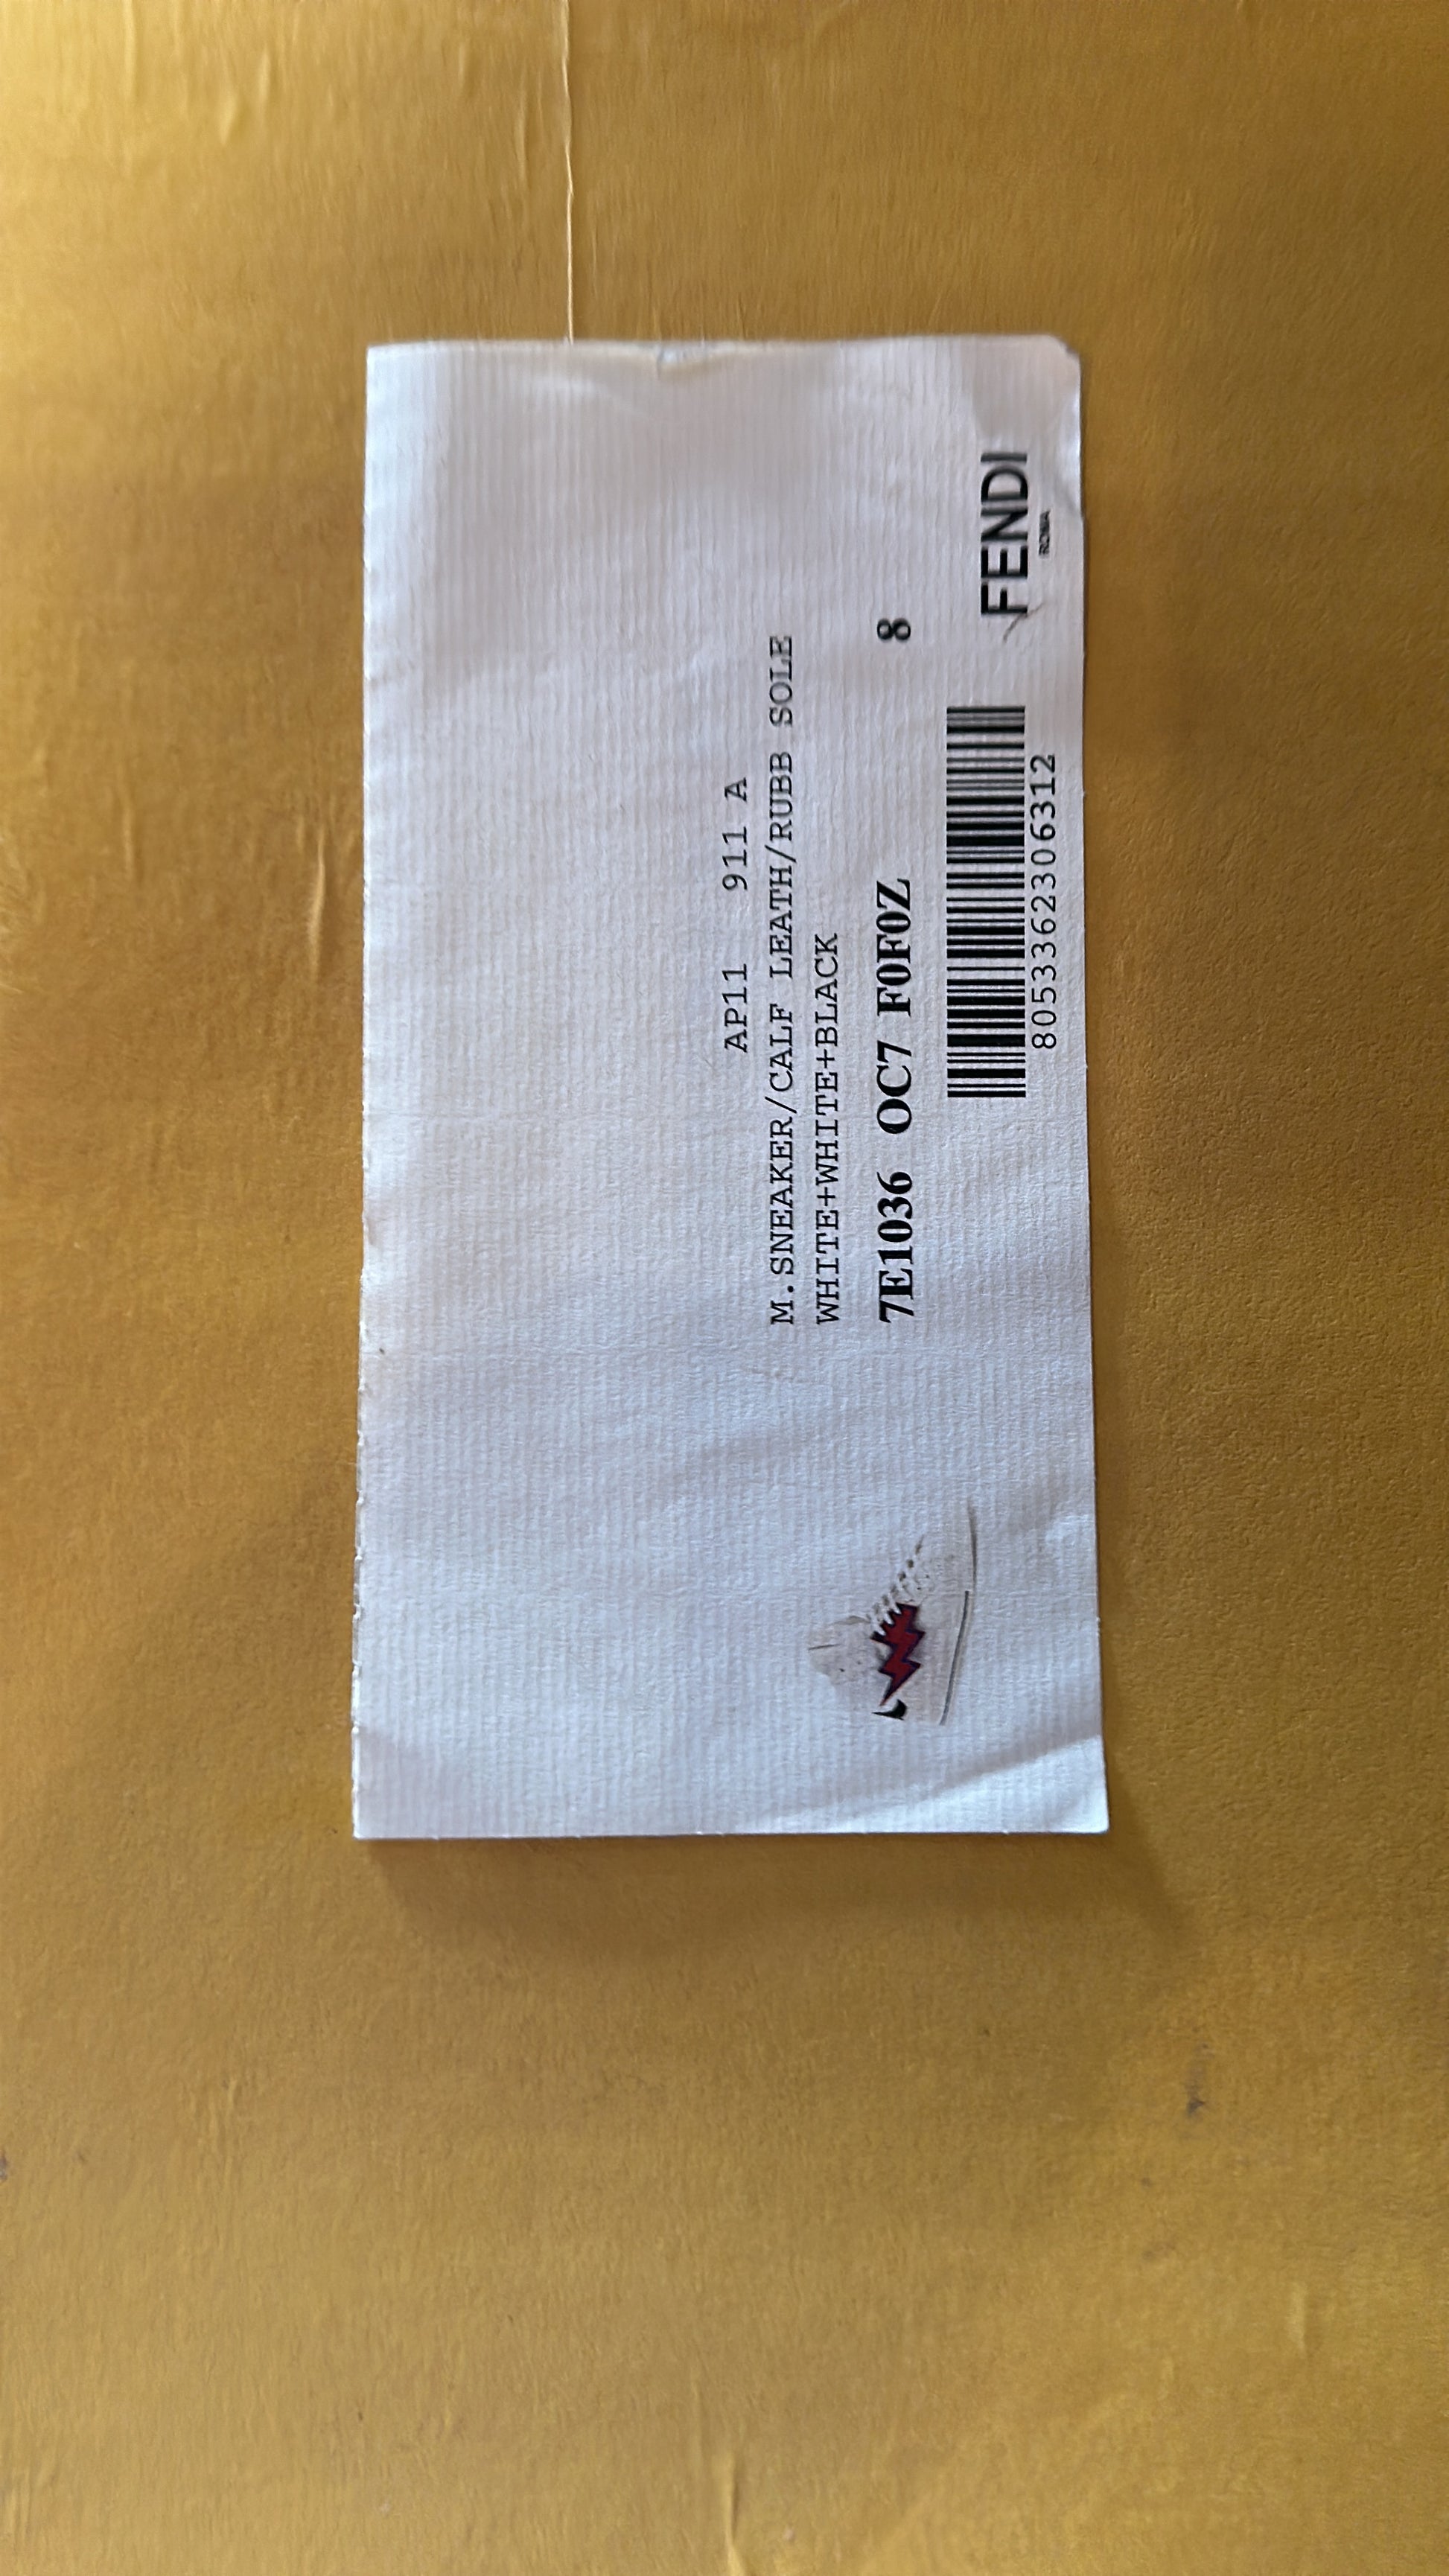 AP11 911 A
M.SNEAKER/CALF LEATH/RUBB SOLE
WHITE+WHITE+BLACK
7E1036 OC7 F0F0Z 8
8053362306312
FENDI
ROMA